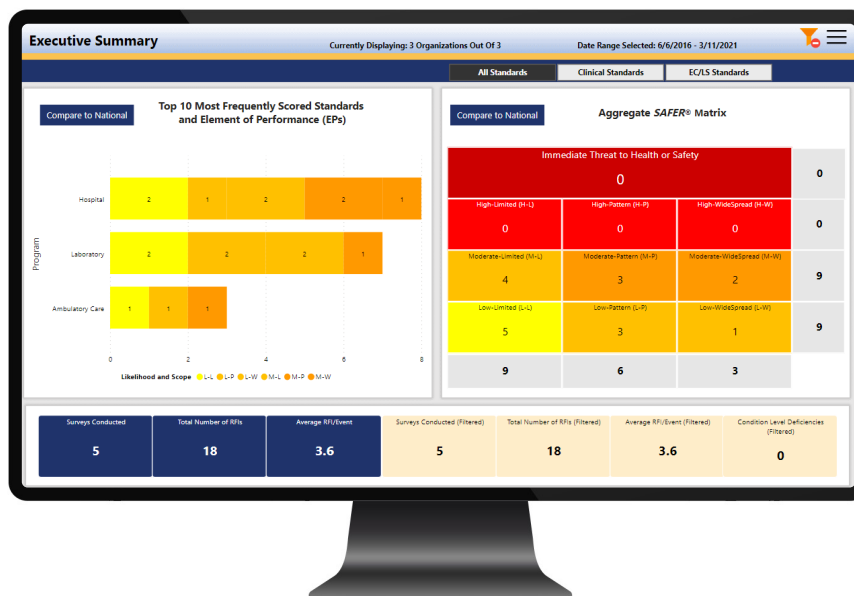 Executive Summary
Currently Displaying: 3 Organizations Out Of 3
Date Range Selected: 6/6/2016 - 3/11/2021
All Standards
Clinical Standards
EC/LS Standards
Compare to National
Top 10 Most Frequently Scored Standards
and Element of Performance (EPs)
Program
Hospital
2
1
2
2
1
Laboratory
2
2
2
1
Ambulatory Care
1
1
1
0
2
4
6
8
Likelihood and Scope L-L L-P L-W M-L M-P M-W
Compare to National
Aggregate SAFER® Matrix
Immediate Threat to Health or Safety
0
0
High-Limited (H-L)
High-Pattern (H-P)
High-WideSpread (H-W)
0
0
0
0
Moderate-Limited (M-L)
Moderate-Pattern (M-P)
Moderate-WideSpread (M-W)
4
3
2
9
Low-Limited (L-L)
Low-Pattern (L-P)
Low-WideSpread (L-W)
5
3
1
9
9
6
3
Surveys Conducted
5
Total Number of RFIs
18
Average RFI/Event
3.6
Surveys Conducted (Filtered)
5
Total Number of RFIs (Filtered)
18
Average RFI/Event (Filtered)
3.6
Condition Level Deficiencies
(Filtered)
0